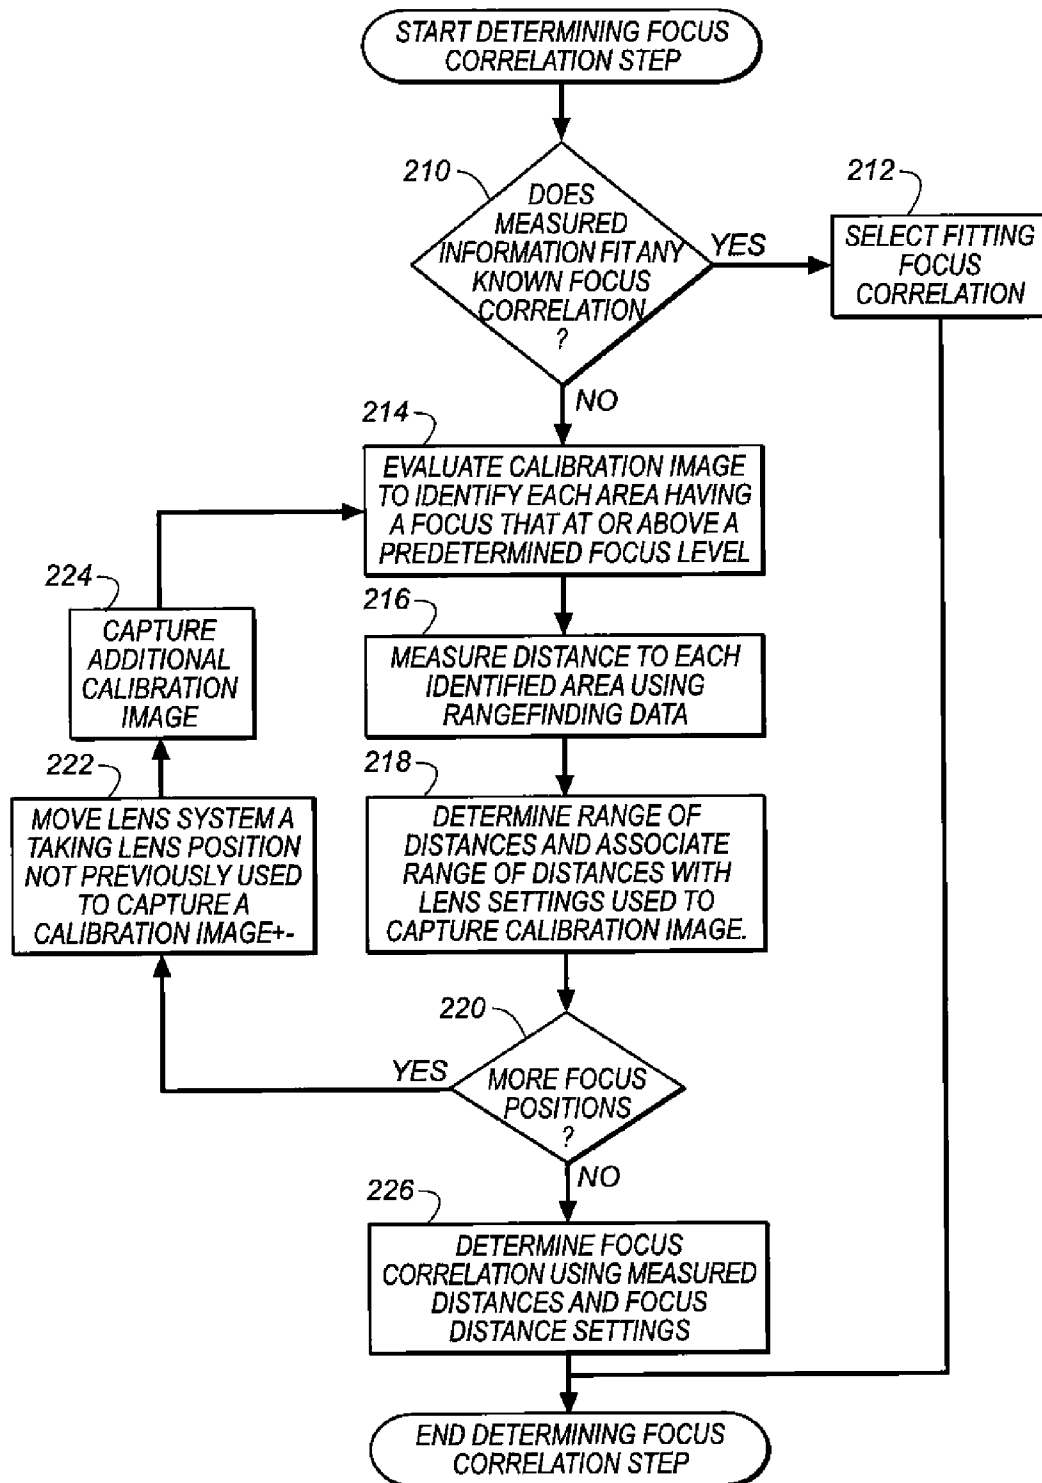 START DETERMINING FOCUS
CORRELATION STEP
210
DOES
MEASURED
INFORMATION FIT ANY
KNOWN FOCUS
CORRELATION
?
YES
212
SELECT FITTING
FOCUS
CORRELATION
NO
214
EVALUATE CALIBRATION IMAGE
TO IDENTIFY EACH AREA HAVING
A FOCUS THAT AT OR ABOVE A
PREDETERMINED FOCUS LEVEL
224
CAPTURE
ADDITIONAL
CALIBRATION
IMAGE
216
MEASURE DISTANCE TO EACH
IDENTIFIED AREA USING
RANGEFINDING DATA
222
MOVE LENS SYSTEM A
TAKING LENS POSITION
NOT PREVIOUSLY USED
TO CAPTURE A
CALIBRATION IMAGE+-
218
DETERMINE RANGE OF
DISTANCES AND ASSOCIATE
RANGE OF DISTANCES WITH
LENS SETTINGS USED TO
CAPTURE CALIBRATION IMAGE.
220
YES
MORE FOCUS
POSITIONS
?
NO
226
DETERMINE FOCUS
CORRELATION USING MEASURED
DISTANCES AND FOCUS
DISTANCE SETTINGS
END DETERMINING FOCUS
CORRELATION STEP